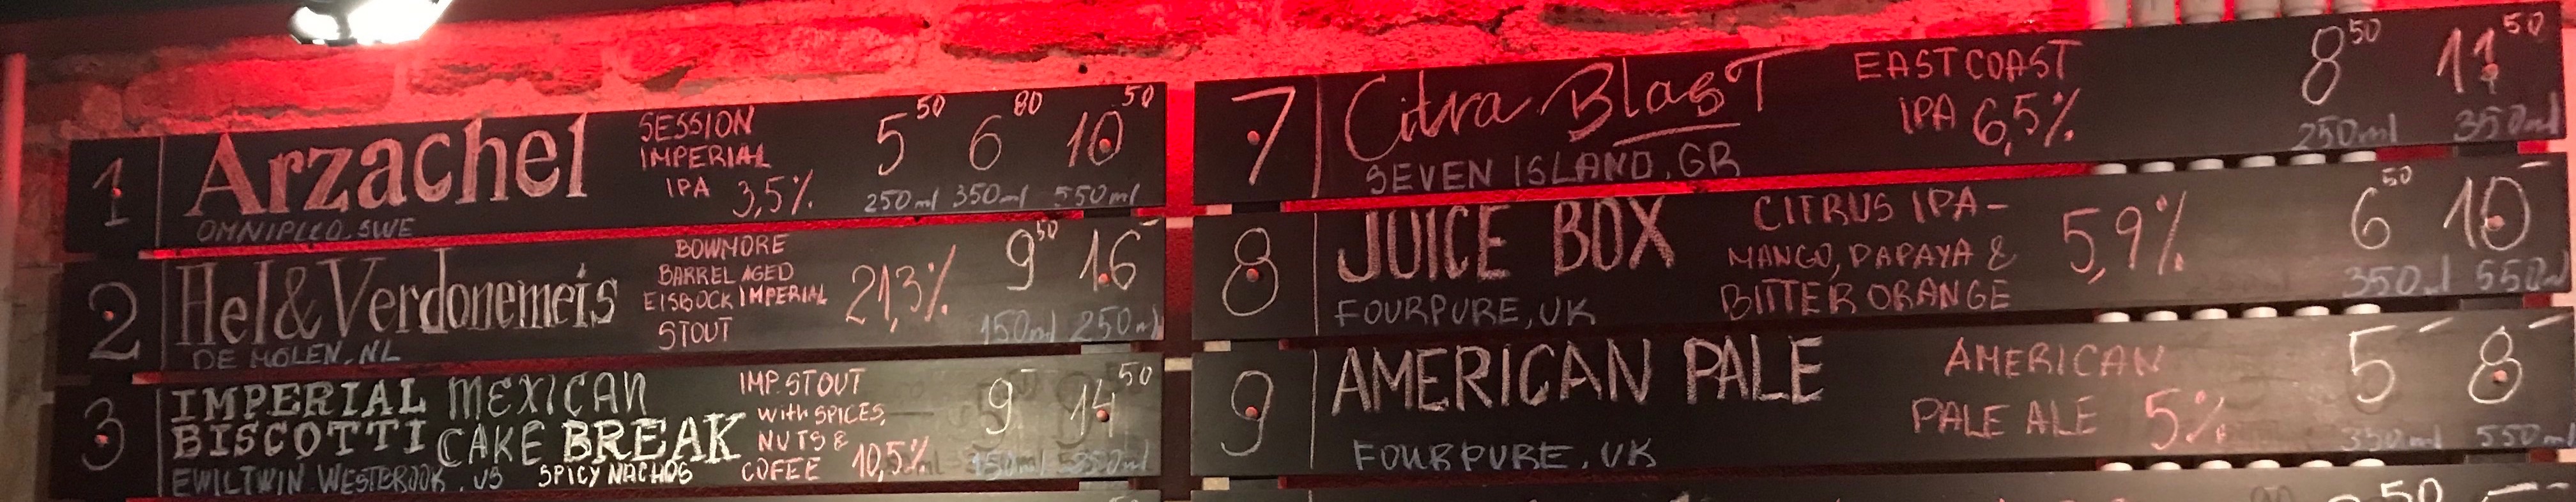 1 Arzachel SESSION IMPERIAL IPA 3,5% 5 50 6 80 10 50
250ml 350ml 550ml
OMNIPLLO. SWE
2 Hel & Verdonemeis BOWMORE BARREL AGED EISBOCK IMPERIAL STOUT 21,3% 9 50 16 -
150ml 250ml
DE MOLEN, NL
3 IMPERIAL MEXICAN
BISCOTTI CAKE BREAK
IMP. STOUT with SPICES, NUTS & COFEE 10,5% 9 - 14 50
150ml
EWILTWIN WESTBROOK. US SPICY NACHOS
7 Citra Blast EAST COAST IPA 6,5% 8 50 11 50
250ml 350ml
SEVEN ISLAND, GR
8 JUICE BOX CITRUS IPA - MANGO, PAPAYA & BITTER ORANGE 5,9% 6 50 10 -
350ml 550ml
FOURPURE, UK
9 AMERICAN PALE AMERICAN PALE ALE 5% 5 - 8 -
350ml 550ml
FOURPURE, UK